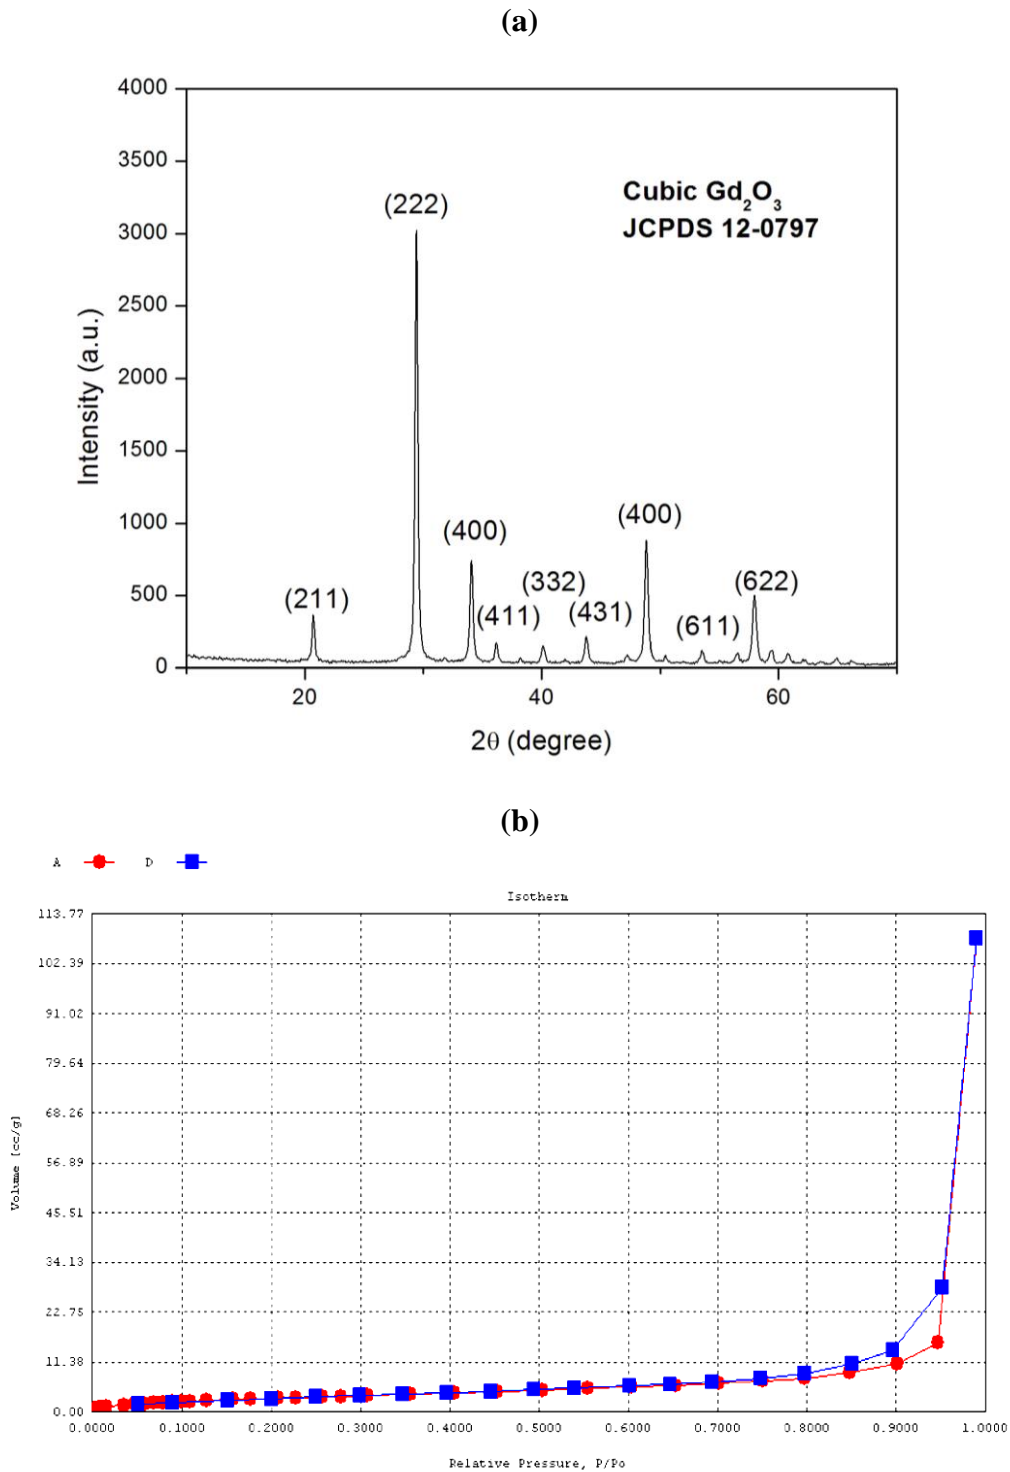 (a)
4000
3500
3000
2500
2000
1500
1000
500
0
Intensity (a.u.)
Cubic Gd₂O₃
JCPDS 12-0797
(222)
(400)
(400)
(211)
(411)
(332)
(431)
(611)
(622)
20
40
60
2θ (degree)
(b)
A
D
Isotherm
113.77
102.39
91.02
79.64
68.26
56.89
45.51
34.13
22.75
11.38
0.00
Volume [cc/g]
0.0000 0.1000 0.2000 0.3000 0.4000 0.5000 0.6000 0.7000 0.8000 0.9000 1.0000
Relative Pressure, P/Po